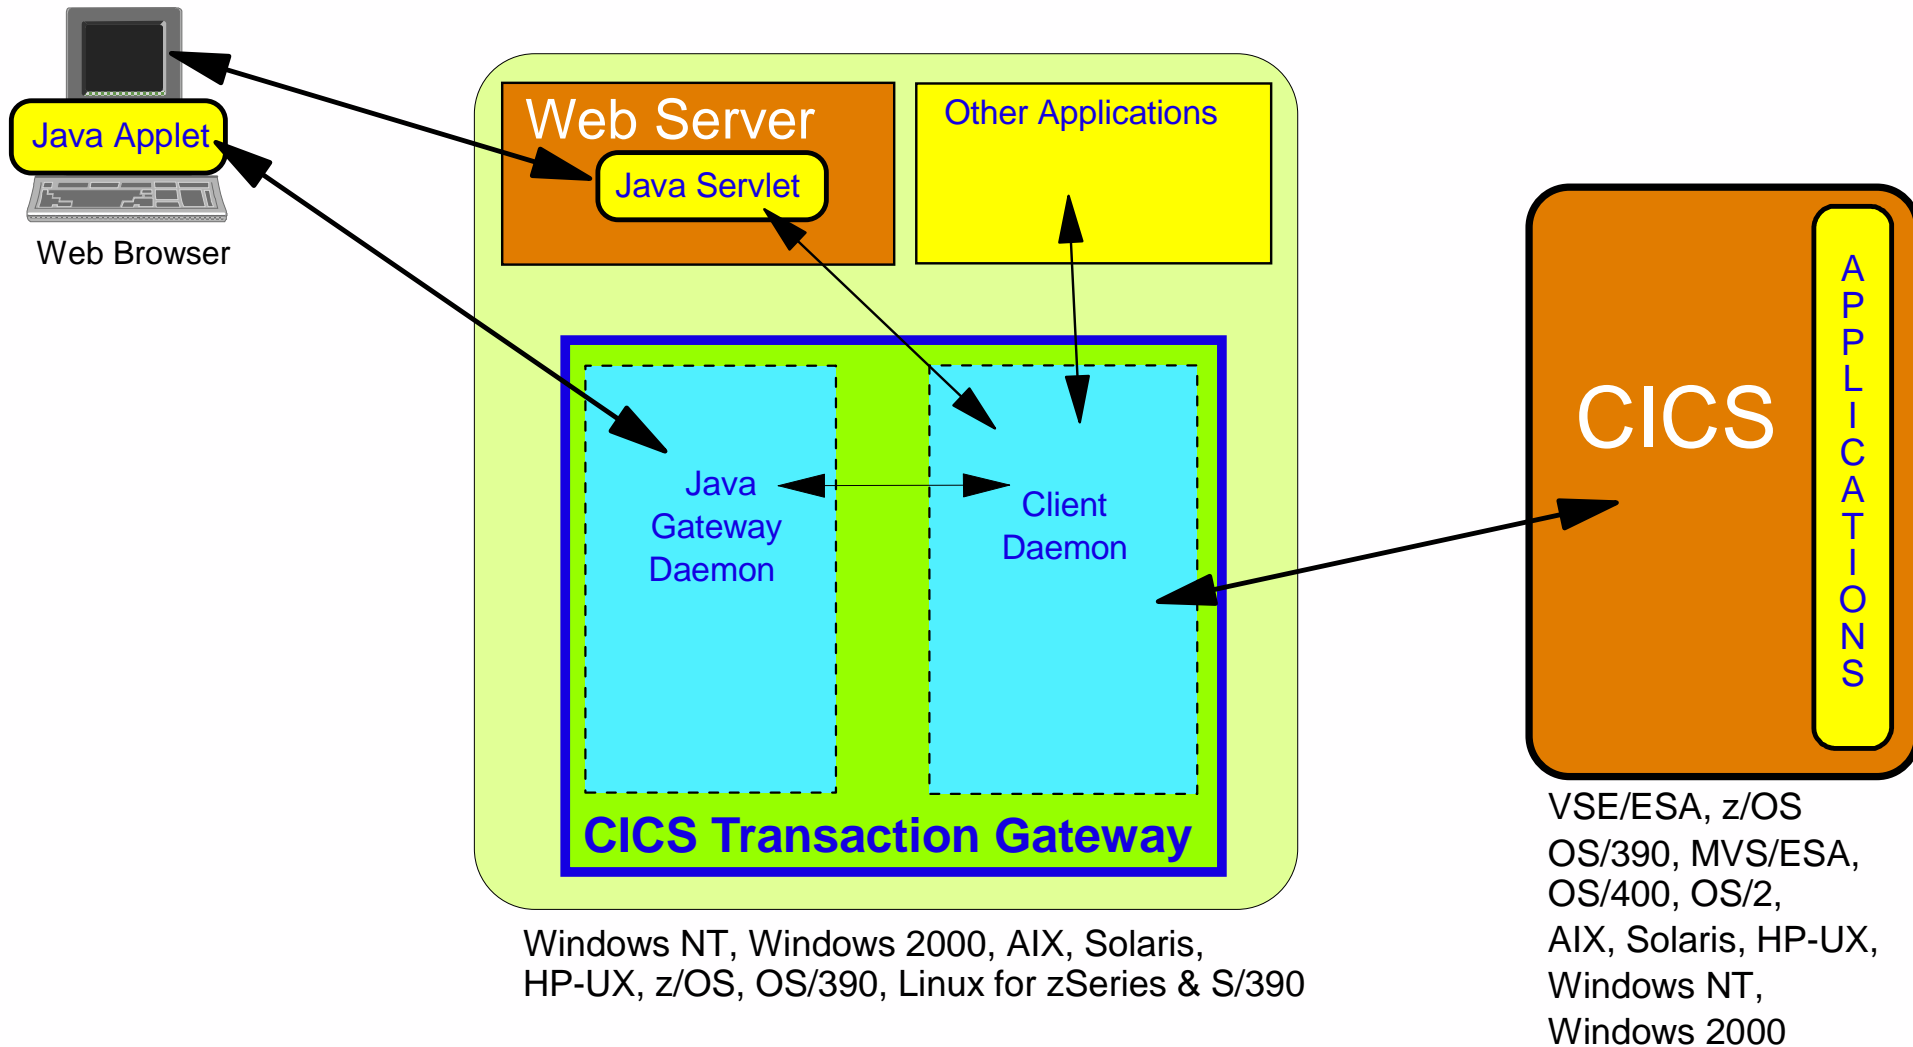 Java Applet
Web Browser
Web Server
Java Servlet
Other Applications
Java
Gateway
Daemon
Client
Daemon
CICS Transaction Gateway
Windows NT, Windows 2000, AIX, Solaris,
HP-UX, z/OS, OS/390, Linux for zSeries & S/390
CICS
APPLICATIONS
VSE/ESA, z/OS
OS/390, MVS/ESA,
OS/400, OS/2,
AIX, Solaris, HP-UX,
Windows NT,
Windows 2000